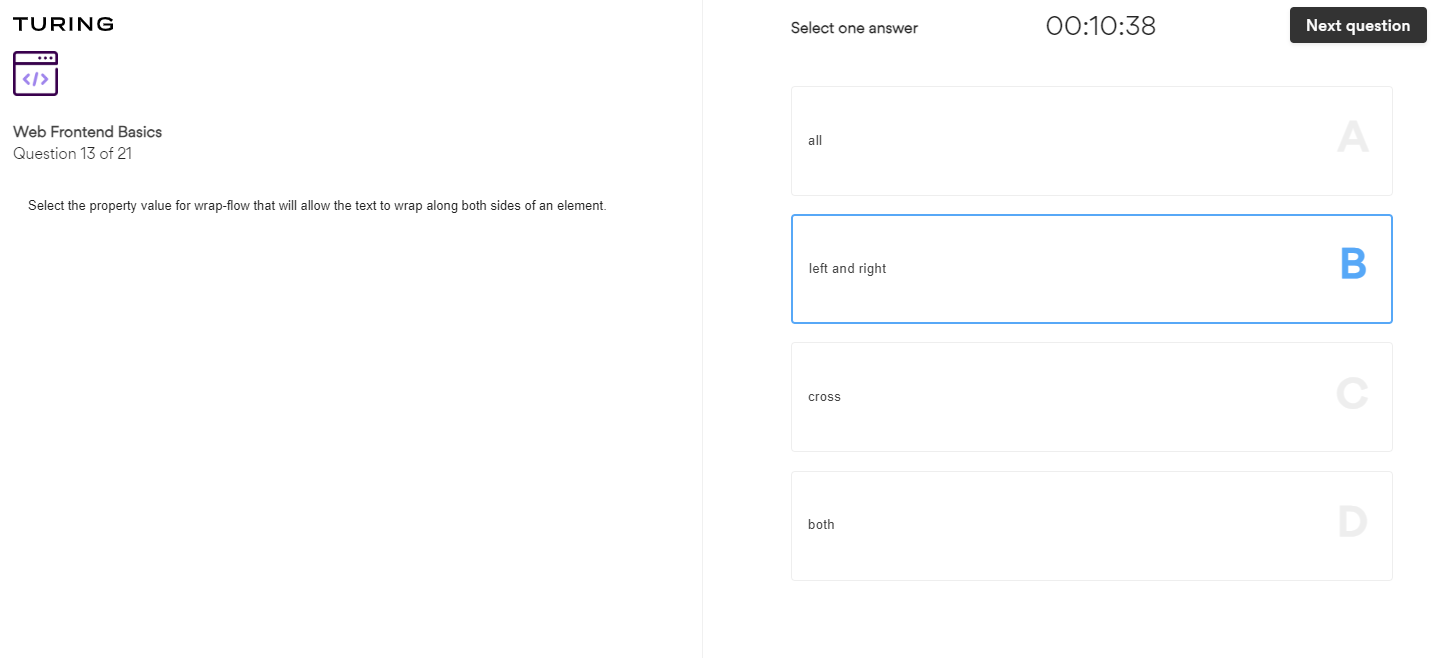 TURING
</>
Web Frontend Basics
Question 13 of 21
Select the property value for wrap-flow that will allow the text to wrap along both sides of an element.
Select one answer
00:10:38
Next question
all
A
left and right
B
cross
C
both
D